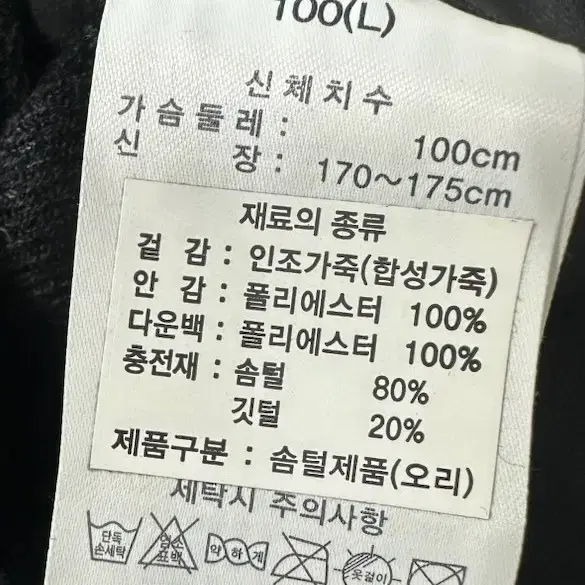 100(L)
신체치수
가슴둘레 : 100cm
신 장 : 170~175cm
재료의 종류
겉 감 : 인조가죽(합성가죽)
안 감 : 폴리에스터 100%
다운백 : 폴리에스터 100%
충전재 : 솜털 80%
깃털 20%
제품구분 : 솜털제품(오리)
세탁시 주의사항
단독 손세탁 염소 표백 약하게 옷걸이